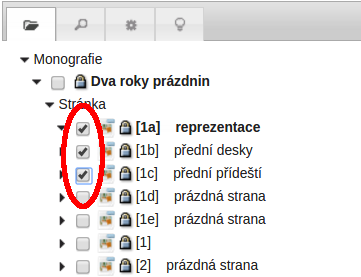 Monografie
Dva roky prázdnin
Stránka
[1a] reprezentace
[1b] přední desky
[1c] přední přídeští
[1d] prázdná strana
[1e] prázdná strana
[1]
[2] prázdná strana